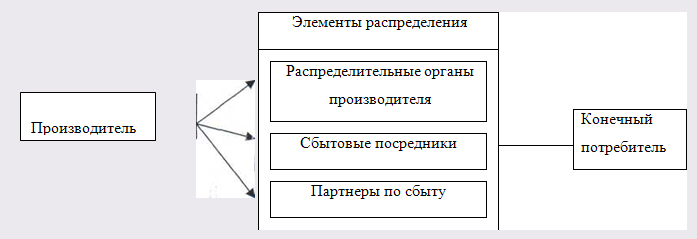 Элементы распределения
Распределительные органы
производителя
Производитель
Сбытовые посредники
Партнеры по сбыту
Конечный
потребитель